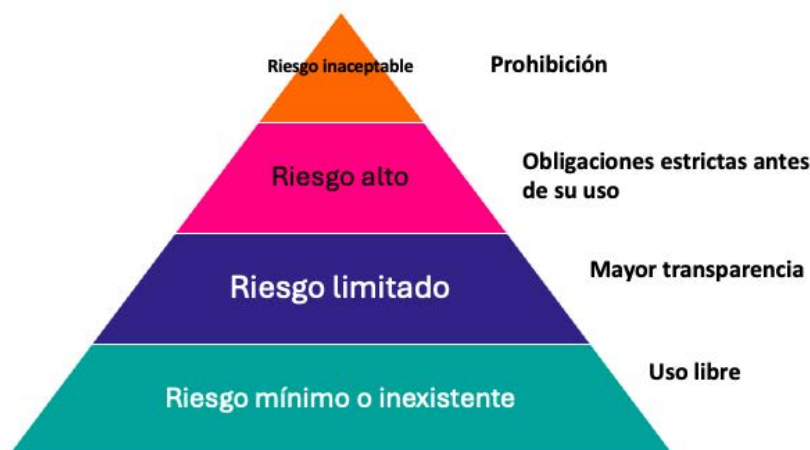 Riesgo inaceptable
Prohibición
Riesgo alto
Obligaciones estrictas antes
de su uso
Riesgo limitado
Mayor transparencia
Riesgo mínimo o inexistente
Uso libre